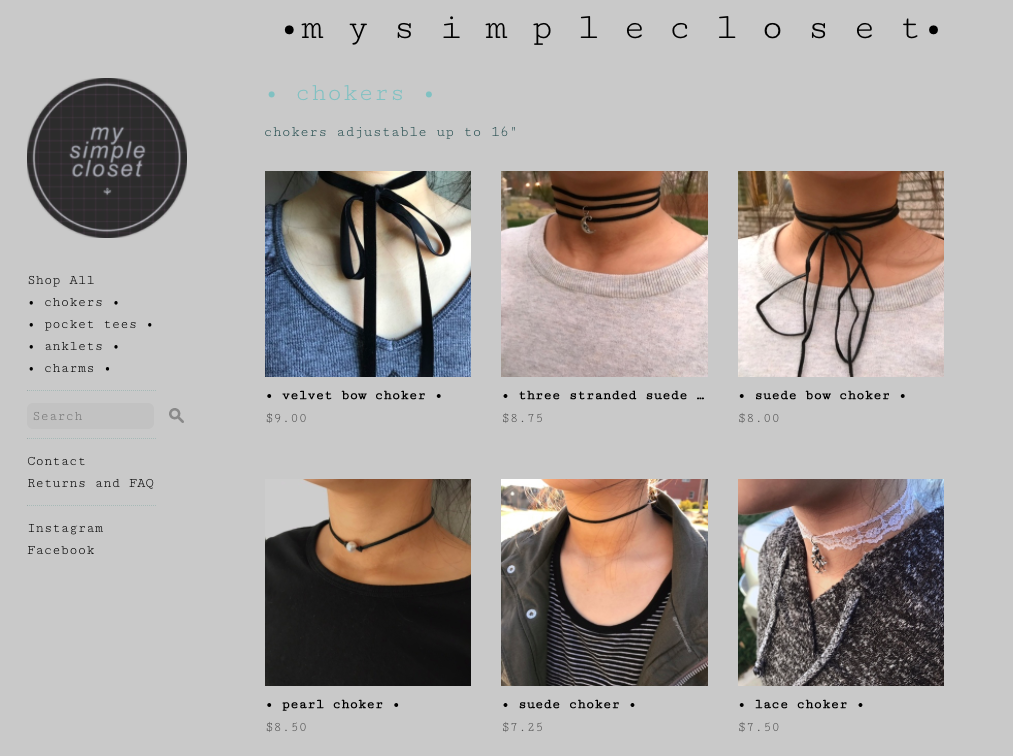 •mysimplecloset•
my
simple
closet
• chokers •
chokers adjustable up to 16"
Shop All
• chokers •
• pocket tees •
• anklets •
• charms •
Search
Contact
Returns and FAQ
Instagram
Facebook
• velvet bow choker •
$9.00
• three stranded suede …
$8.75
• suede bow choker •
$8.00
• pearl choker •
$8.50
• suede choker •
$7.25
• lace choker •
$7.50